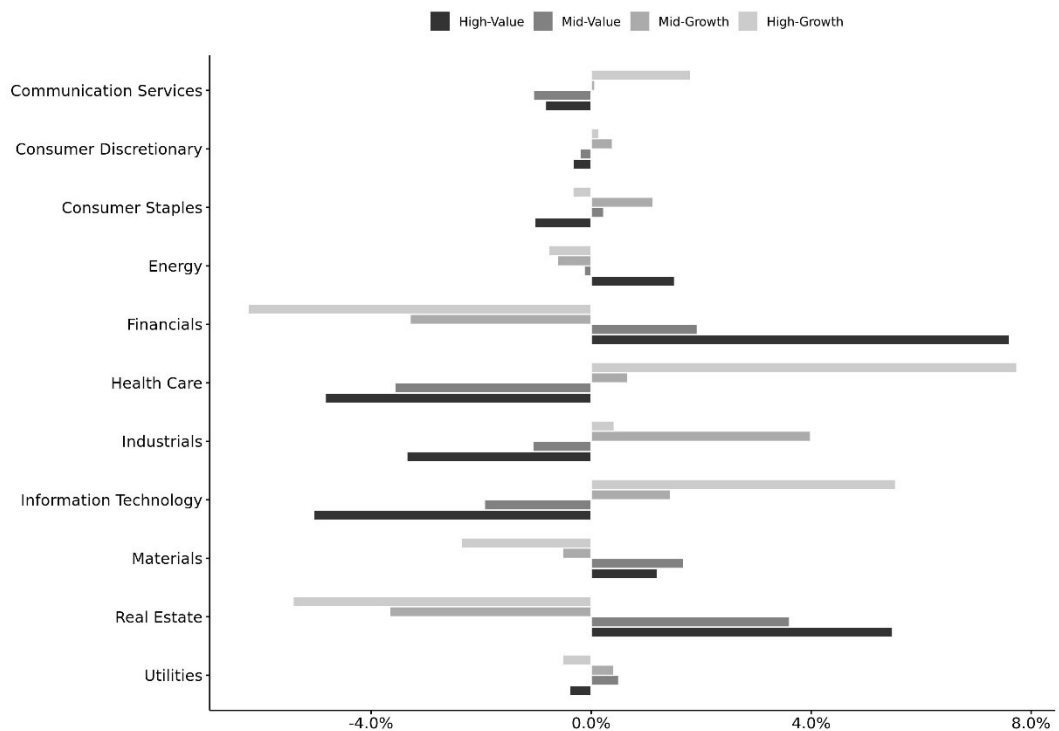 High-Value Mid-Value Mid-Growth High-Growth
Communication Services
Consumer Discretionary
Consumer Staples
Energy
Financials
Health Care
Industrials
Information Technology
Materials
Real Estate
Utilities
-4.0% 0.0% 4.0% 8.0%